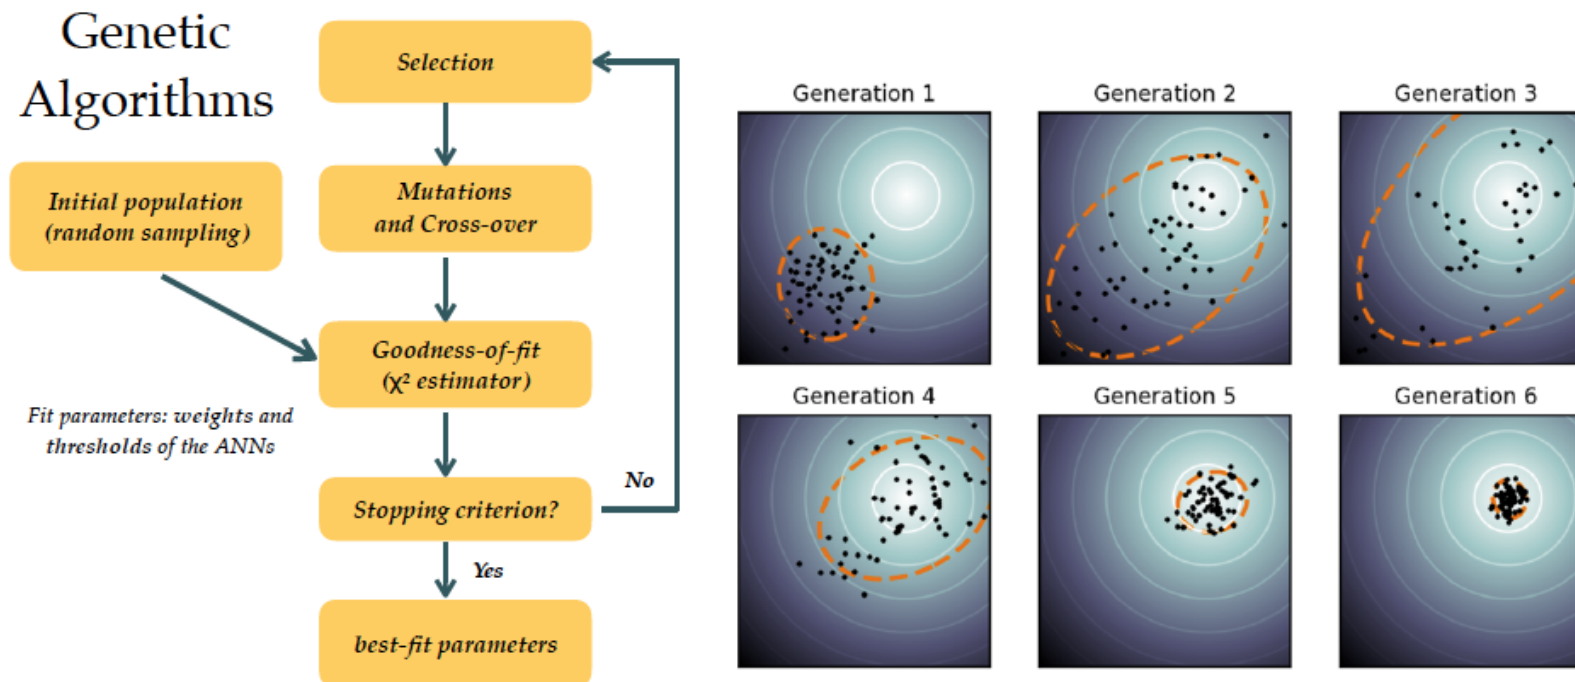 Genetic
Algorithms
Selection
Initial population
(random sampling)
Mutations
and Cross-over
Goodness-of-fit
(χ² estimator)
Fit parameters: weights and
thresholds of the ANNs
Stopping criterion?
No
Yes
best-fit parameters
Generation 1
Generation 2
Generation 3
Generation 4
Generation 5
Generation 6